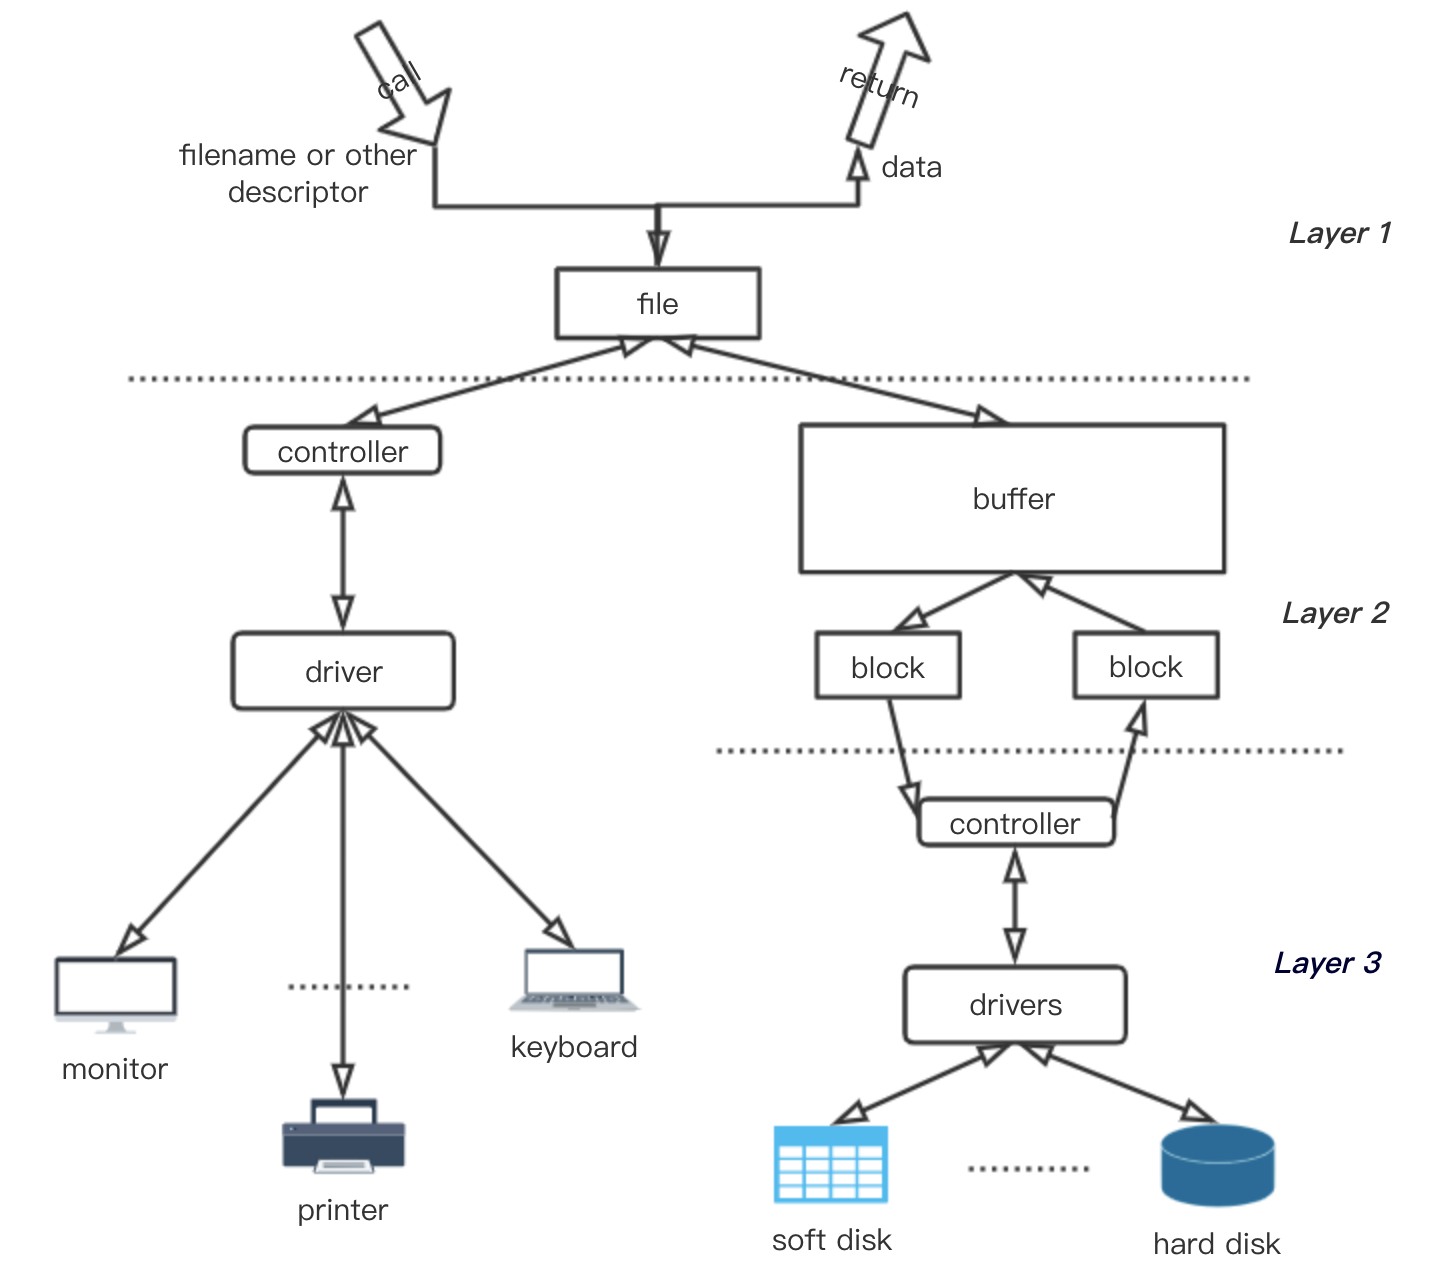 call
return
filename or other
descriptor
data
Layer 1
file
controller
buffer
Layer 2
driver
block
block
controller
Layer 3
drivers
monitor
keyboard
printer
soft disk
hard disk